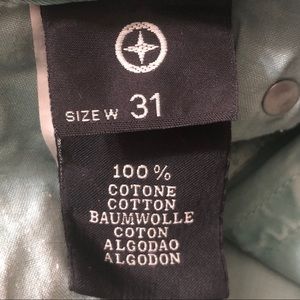 SIZE W 31
100%
COTONE
COTTON
BAUMWOLLE
COTON
ALGODAO
ALGODON